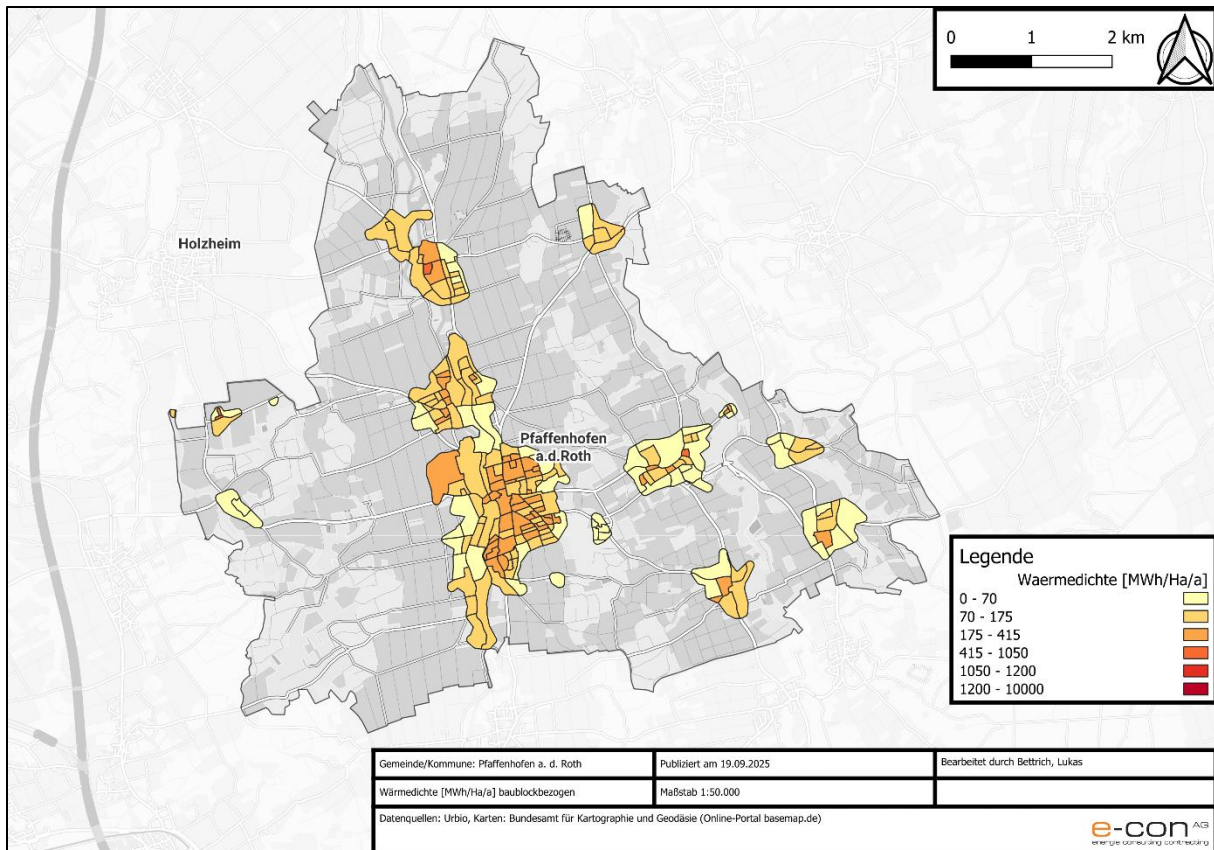 0 1 2 km
Holzheim
Pfaffenhofen
a.d.Roth
Legende
Waermedichte [MWh/Ha/a]
0 - 70
70 - 175
175 - 415
415 - 1050
1050 - 1200
1200 - 10000
Gemeinde/Kommune: Pfaffenhofen a. d. Roth
Publiziert am 19.09.2025
Bearbeitet durch Bettrich, Lukas
Wärmedichte [MWh/Ha/a] baublockbezogen
Maßstab 1:50.000
Datenquellen: Urbio, Karten: Bundesamt für Kartographie und Geodäsie (Online-Portal basemap.de)
e-con AG
energie consulting contracting